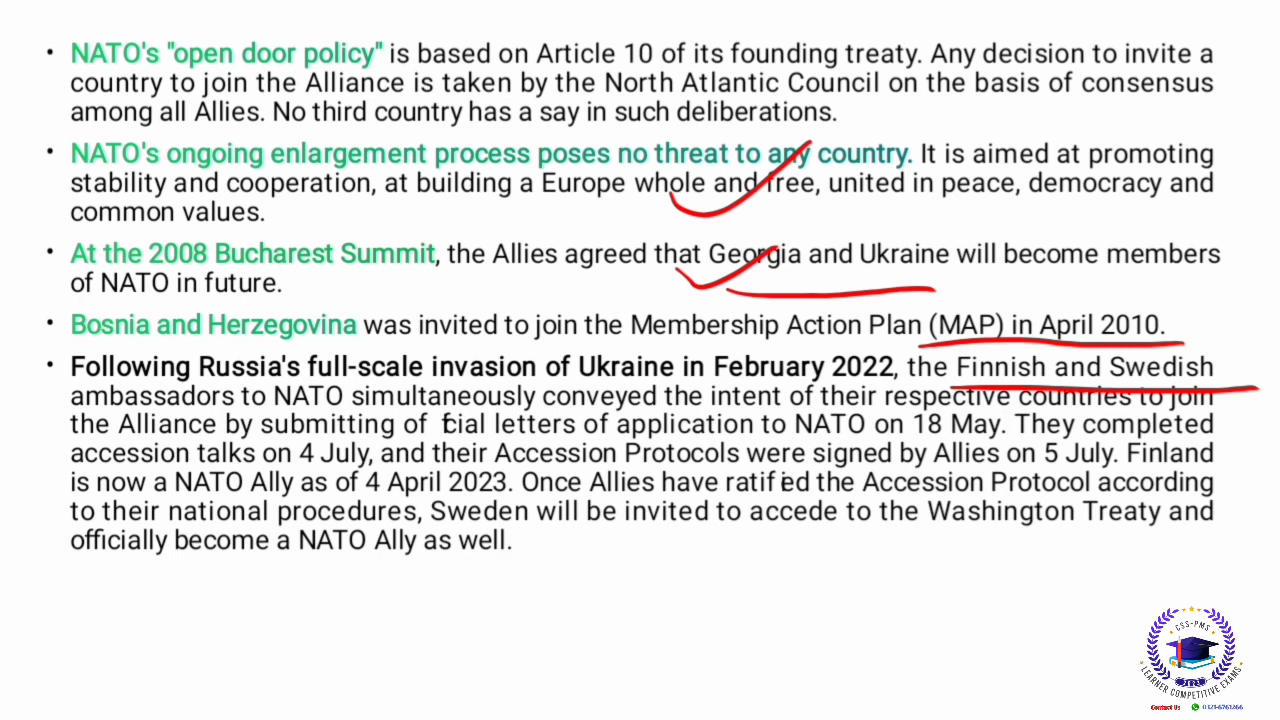 • NATO's "open door policy" is based on Article 10 of its founding treaty. Any decision to invite a
country to join the Alliance is taken by the North Atlantic Council on the basis of consensus
among all Allies. No third country has a say in such deliberations.
• NATO's ongoing enlargement process poses no threat to any country. It is aimed at promoting
stability and cooperation, at building a Europe whole and free, united in peace, democracy and
common values.
• At the 2008 Bucharest Summit, the Allies agreed that Georgia and Ukraine will become members
of NATO in future.
• Bosnia and Herzegovina was invited to join the Membership Action Plan (MAP) in April 2010.
• Following Russia's full-scale invasion of Ukraine in February 2022, the Finnish and Swedish
ambassadors to NATO simultaneously conveyed the intent of their respective countries to join
the Alliance by submitting of ficial letters of application to NATO on 18 May. They completed
accession talks on 4 July, and their Accession Protocols were signed by Allies on 5 July. Finland
is now a NATO Ally as of 4 April 2023. Once Allies have ratified the Accession Protocol according
to their national procedures, Sweden will be invited to accede to the Washington Treaty and
officially become a NATO Ally as well.
CSS-PMS
LEARNER COMPETITIVE EXAMS
Contact Us 0321-6761266